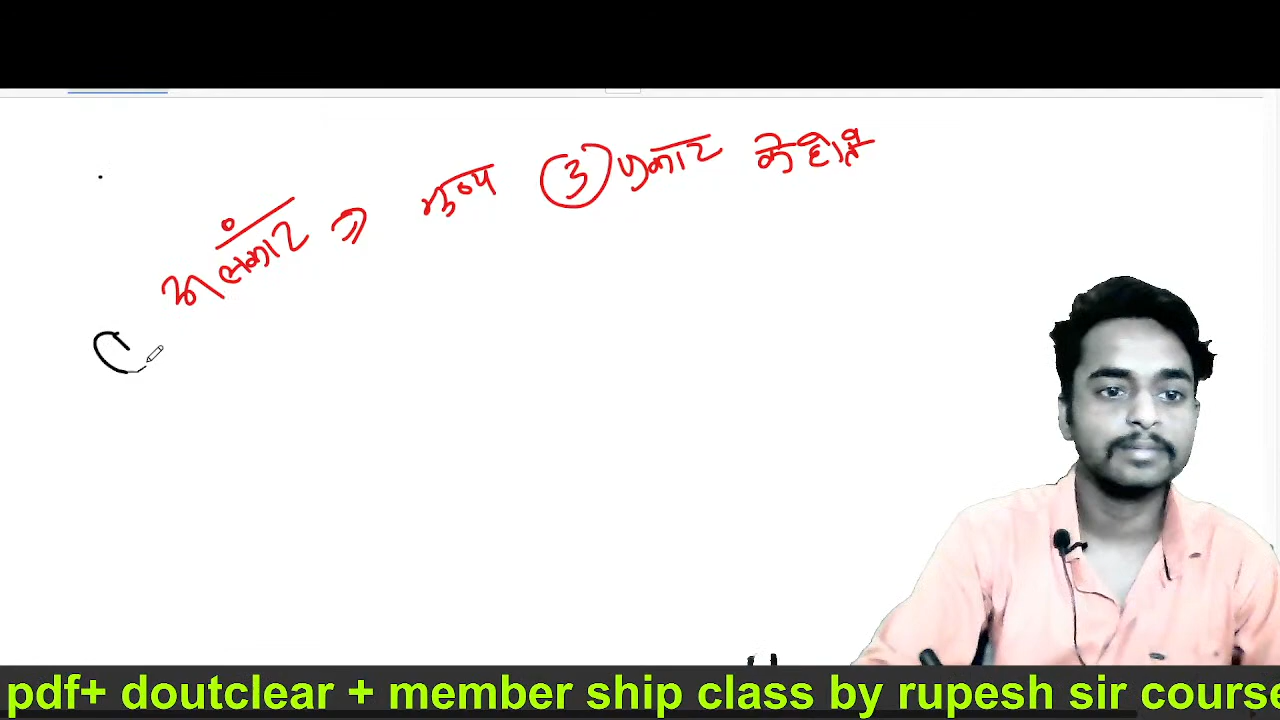 अलंकार ⇒ मुख्य ③ प्रकार के होते
pdf+ doutclear + member ship class by rupesh sir course